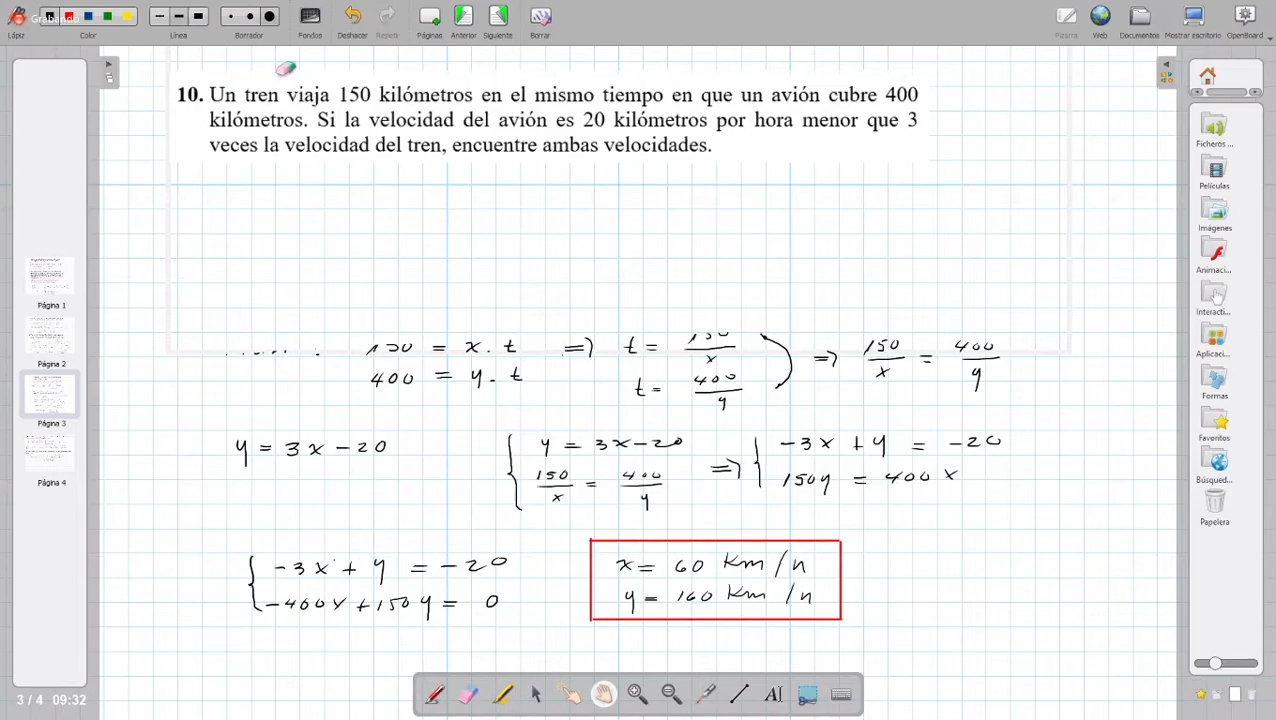 Grabando
Lápiz
Color
Línea
Borrador
Fondos
Deshacer
Repetir
Páginas
Anterior
Siguiente
Borrar
Pizarra
Web
Documentos
Mostrar escritorio
OpenBoard
10. Un tren viaja 150 kilómetros en el mismo tiempo en que un avión cubre 400
kilómetros. Si la velocidad del avión es 20 kilómetros por hora menor que 3
veces la velocidad del tren, encuentre ambas velocidades.
150 = x. t => t = 150/x => 150/x = 400/y
400 = y. t t = 400/y
y = 3x-20 y = 3x-20 => -3x + y = -20
150/x = 400/y 150y = 400x
-3x + y = -20 x = 60 Km/h
-400x+150y = 0 y = 160 Km/h
Página 1
Página 2
Página 3
Página 4
3 / 4 09:32
Ficheros ...
Películas
Imágenes
Animaci...
Interacti...
Aplicaci...
Formas
Favoritos
Búsqued...
Papelera